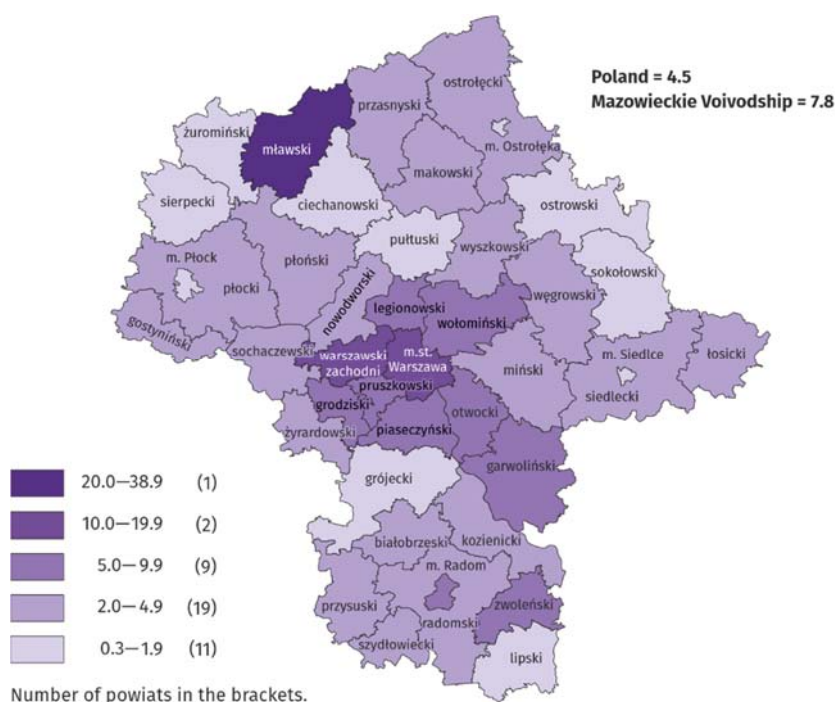 Poland = 4.5
Mazowieckie Voivodship = 7.8
ostrołęcki
przasnyski
żuromiński
m. Ostrołęka
mławski
makowski
sierpecki
ciechanowski
ostrowski
pułtuski
wyszkowski
m. Płock
płoński
sokołowski
płocki
nowodworski
węgrowski
legionowski
wołomiński
gostyniński
sochaczewski
warszawski
zachodni
m.st.
Warszawa
m. Siedlce
łosicki
miński
siedlecki
pruszkowski
grodziski
otwocki
piaseczyński
żyrardowski
garwoliński
grójecki
białobrzeski
kozienicki
m. Radom
przysuski
zwoleński
radomski
szydłowiecki
lipski
20.0—38.9 (1)
10.0—19.9 (2)
5.0—9.9 (9)
2.0—4.9 (19)
0.3—1.9 (11)
Number of powiats in the brackets.